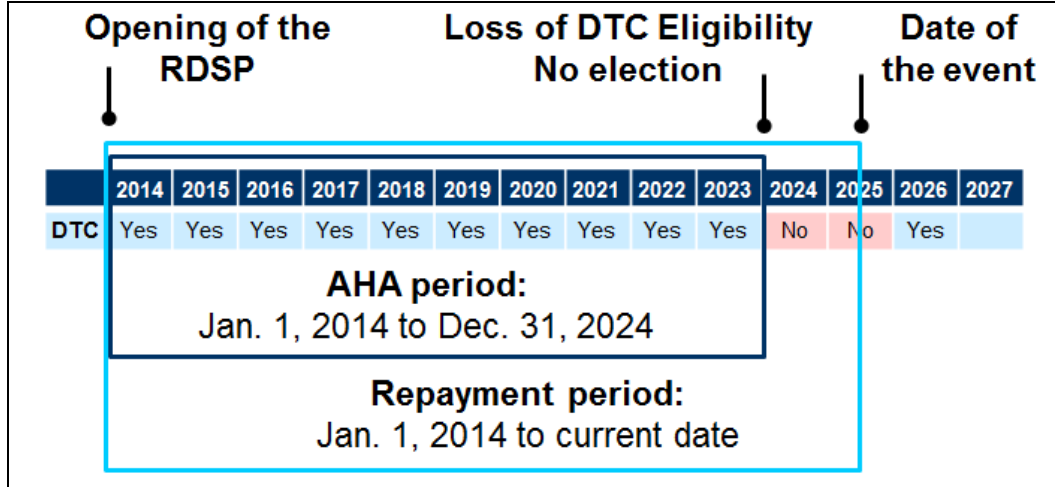 Opening of the RDSP
Loss of DTC Eligibility No election
Date of the event
2014 2015 2016 2017 2018 2019 2020 2021 2022 2023 2024 2025 2026 2027
DTC Yes Yes Yes Yes Yes Yes Yes Yes Yes Yes No No Yes
AHA period:
Jan. 1, 2014 to Dec. 31, 2024
Repayment period:
Jan. 1, 2014 to current date